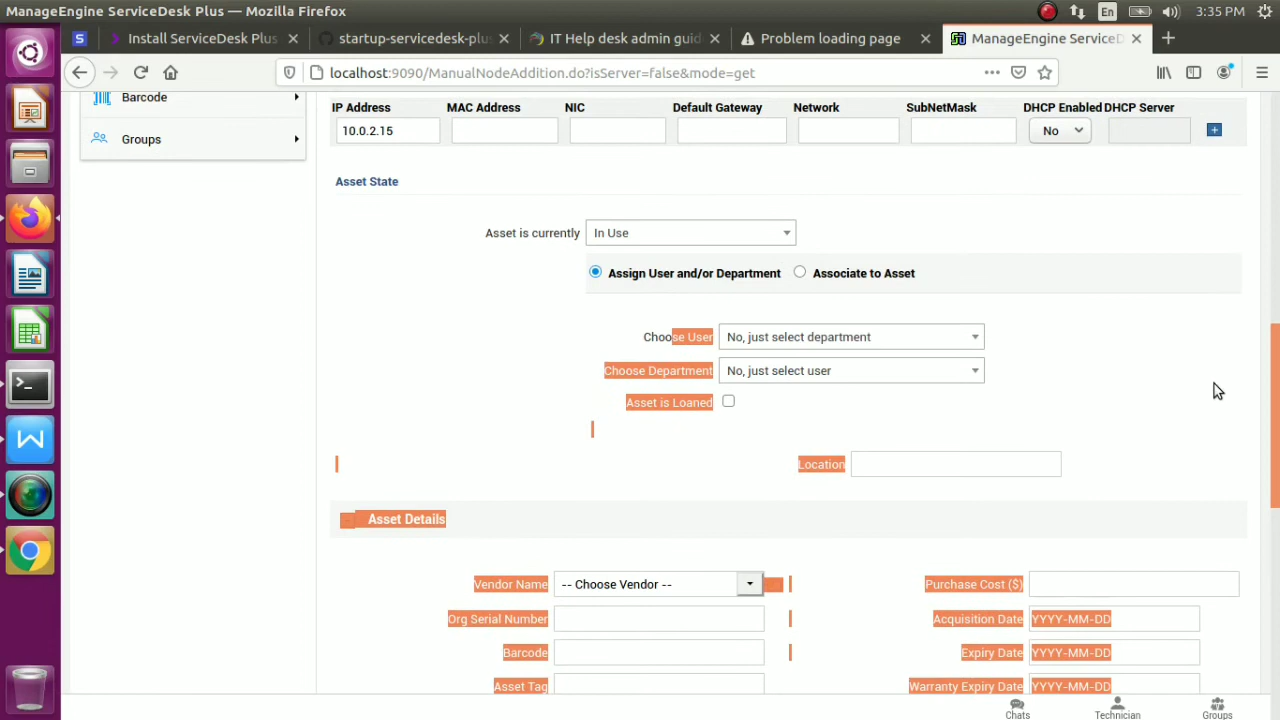 ManageEngine ServiceDesk Plus - Mozilla Firefox
En
3:35 PM
S
Install ServiceDesk Plus
startup-servicedesk-plu
IT Help desk admin guid
Problem loading page
ManageEngine ServiceD
localhost:9090/ManualNodeAddition.do?isServer=false&mode=get
Barcode
Groups
IP Address MAC Address NIC Default Gateway Network SubNetMask DHCP Enabled DHCP Server
10.0.2.15
No
Asset State
Asset is currently In Use
Assign User and/or Department Associate to Asset
Choose User No, just select department
Choose Department No, just select user
Asset is Loaned
Location
Asset Details
Vendor Name -- Choose Vendor -- Purchase Cost ($)
Org Serial Number Acquisition Date YYYY-MM-DD
Barcode Expiry Date YYYY-MM-DD
Asset Tag Warranty Expiry Date YYYY-MM-DD
Chats Technician Groups